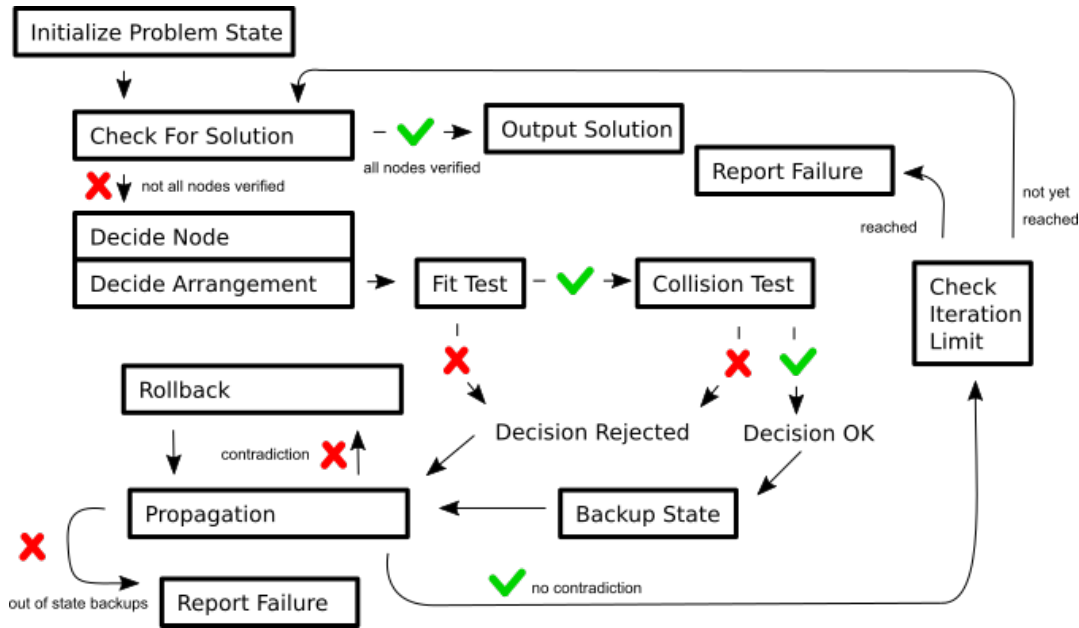 Initialize Problem State
Check For Solution
Output Solution
all nodes verified
Report Failure
not all nodes verified
not yet
reached
reached
Decide Node
Decide Arrangement
Fit Test
Collision Test
Check
Iteration
Limit
Rollback
Decision Rejected
Decision OK
contradiction
Propagation
Backup State
no contradiction
out of state backups
Report Failure